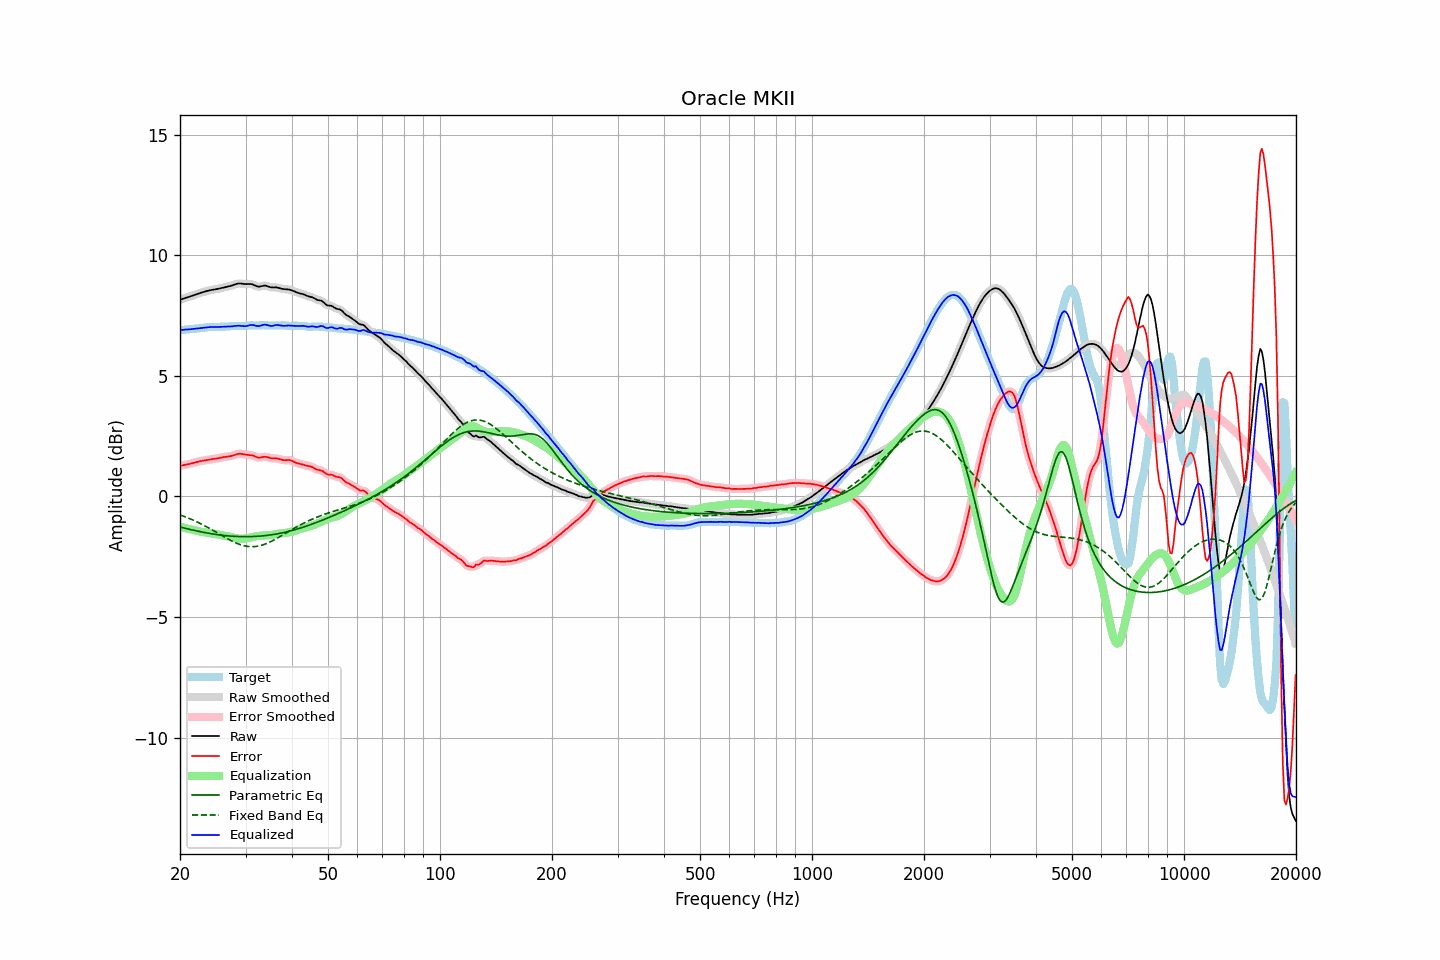 Oracle MKII
15
10
5
0
−5
−10
Amplitude (dBr)
Target
Raw Smoothed
Error Smoothed
Raw
Error
Equalization
Parametric Eq
Fixed Band Eq
Equalized
20 50 100 200 500 1000 2000 5000 10000 20000
Frequency (Hz)